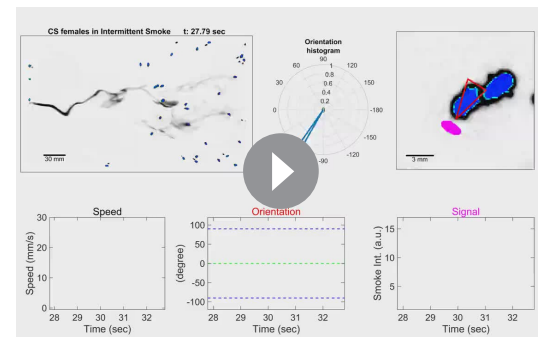 CS females in Intermittent Smoke t: 27.79 sec
30 mm
Orientation
histogram
90
60 120
30 1 150
0.8
0.6
0.4
0.2
0 0 -180
-150
-120
-90
3 mm
Speed
Speed (mm/s)
30
20
10
0
28 29 30 31 32
Time (sec)
Orientation
(degree)
100
50
0
-50
-100
28 29 30 31 32
Time (sec)
Signal
Smoke Int. (a.u.)
15
10
5
28 29 30 31 32
Time (sec)